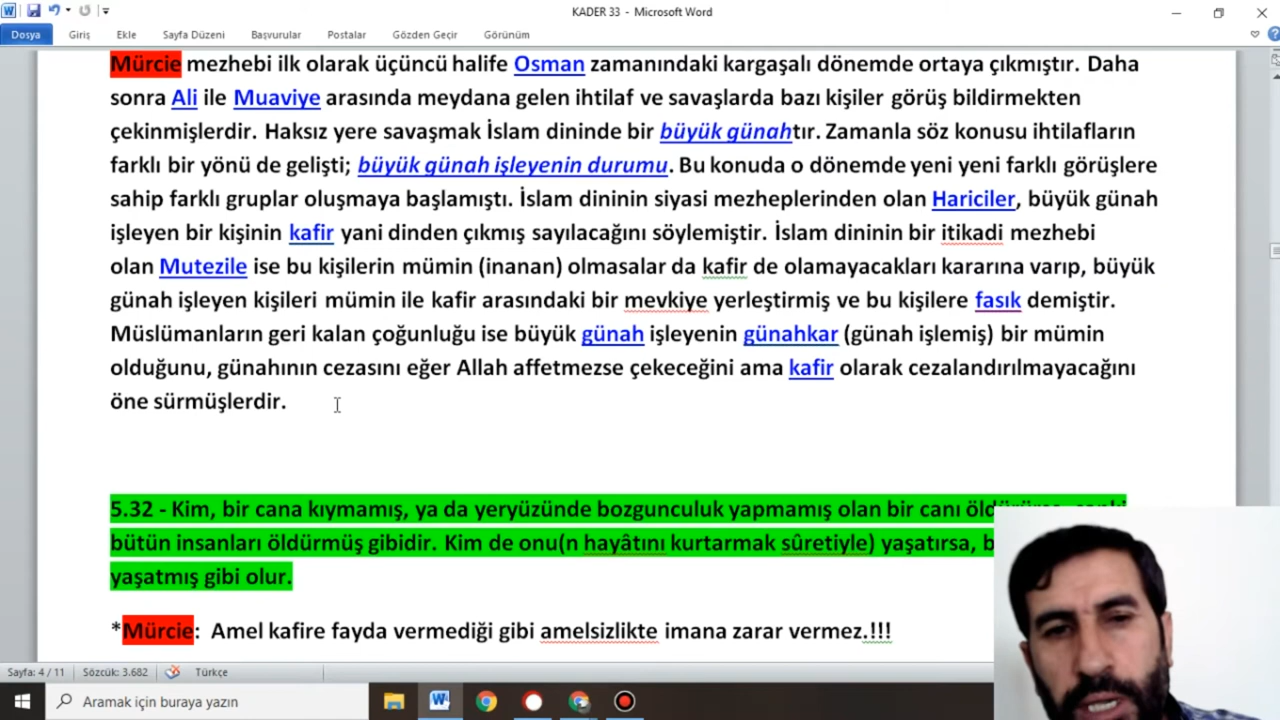 KADER 33 - Microsoft Word
Dosya Giriş Ekle Sayfa Düzeni Başvurular Postalar Gözden Geçir Görünüm
Mürcie mezhebi ilk olarak üçüncü halife Osman zamanındaki kargaşalı dönemde ortaya çıkmıştır. Daha
sonra Ali ile Muaviye arasında meydana gelen ihtilaf ve savaşlarda bazı kişiler görüş bildirmekten
çekinmişlerdir. Haksız yere savaşmak İslam dininde bir büyük günahtır. Zamanla söz konusu ihtilafların
farklı bir yönü de gelişti; büyük günah işleyenin durumu. Bu konuda o dönemde yeni yeni farklı görüşlere
sahip farklı gruplar oluşmaya başlamıştı. İslam dininin siyasi mezheplerinden olan Hariciler, büyük günah
işleyen bir kişinin kafir yani dinden çıkmış sayılacağını söylemiştir. İslam dininin bir itikadi mezhebi
olan Mutezile ise bu kişilerin mümin (inanan) olmasalar da kafir de olamayacakları kararına varıp, büyük
günah işleyen kişileri mümin ile kafir arasındaki bir mevkiye yerleştirmiş ve bu kişilere fasık demiştir.
Müslümanların geri kalan çoğunluğu ise büyük günah işleyenin günahkar (günah işlemiş) bir mümin
olduğunu, günahının cezasını eğer Allah affetmezse çekeceğini ama kafir olarak cezalandırılmayacağını
öne sürmüşlerdir.
5.32 - Kim, bir cana kıymamış, ya da yeryüzünde bozgunculuk yapmamış olan bir canı
bütün insanları öldürmüş gibidir. Kim de onu(n hayâtını kurtarmak sûretiyle) yaşatırsa,
yaşatmış gibi olur.
*Mürcie: Amel kafire fayda vermediği gibi amelsizlikte imana zarar vermez.!!!
Sayfa: 4 / 11 Sözcük: 3.682 Türkçe
Aramak için buraya yazın